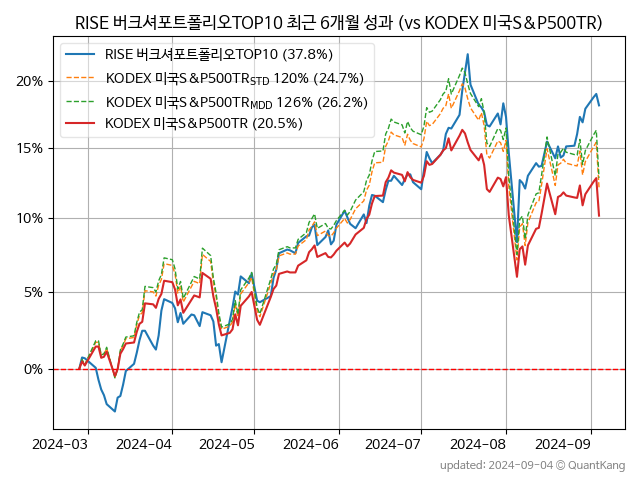 RISE 버크셔포트폴리오TOP10 최근 6개월 성과 (vs KODEX 미국S&P500TR)
RISE 버크셔포트폴리오TOP10 (37.8%)
KODEX 미국S&P500TR_STD 120% (24.7%)
KODEX 미국S&P500TR_MDD 126% (26.2%)
KODEX 미국S&P500TR (20.5%)
20%
15%
10%
5%
0%
2024-03 2024-04 2024-05 2024-06 2024-07 2024-08 2024-09
updated: 2024-09-04 © QuantKang